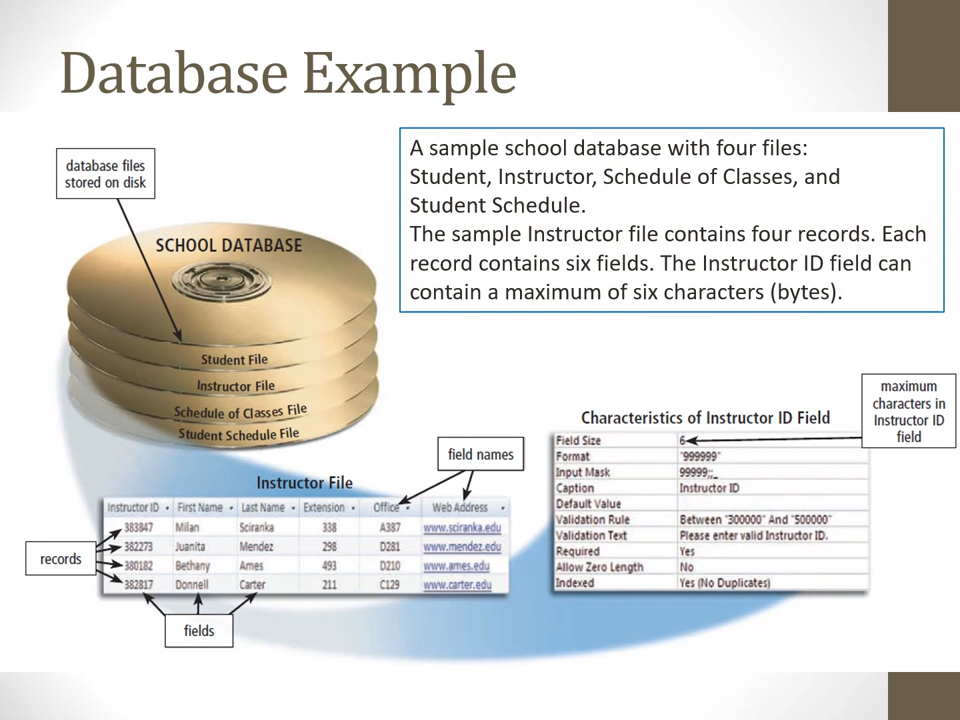 Database Example
A sample school database with four files:
Student, Instructor, Schedule of Classes, and
Student Schedule.
The sample Instructor file contains four records. Each
record contains six fields. The Instructor ID field can
contain a maximum of six characters (bytes).
database files
stored on disk
SCHOOL DATABASE
Student File
Instructor File
Schedule of Classes File
Student Schedule File
field names
Instructor File
Instructor ID First Name Last Name Extension Office Web Address
383847 Milan Sciranka 338 A387 www.sciranka.edu
382273 Juanita Mendez 298 D281 www.mendez.edu
380182 Bethany Ames 493 D210 www.ames.edu
382817 Donnell Carter 211 C129 www.carter.edu
records
fields
maximum
characters in
Instructor ID
field
Characteristics of Instructor ID Field
Field Size 6
Format "999999"
Input Mask 99999;;_
Caption Instructor ID
Default Value
Validation Rule Between "300000" And "500000"
Validation Text Please enter valid Instructor ID.
Required Yes
Allow Zero Length No
Indexed Yes (No Duplicates)